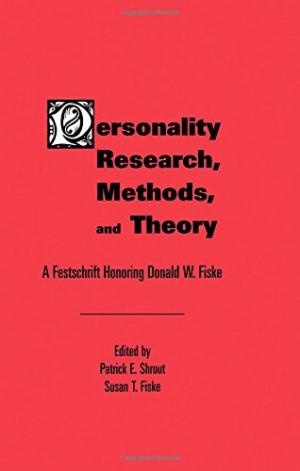 Personality
Research,
Methods,
and Theory
A Festschrift Honoring Donald W. Fiske
Edited by
Patrick E. Shrout
Susan T. Fiske